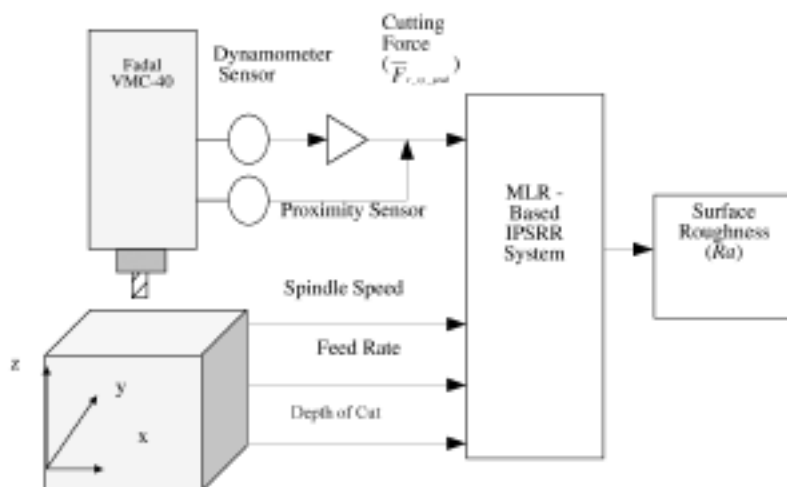 Fadal
VMC-40
Dynamometer
Sensor
Cutting
Force
Proximity Sensor
MLR -
Based
IPSRR
System
Surface
Roughness
(Ra)
Spindle Speed
Feed Rate
Depth of Cut
z
y
x